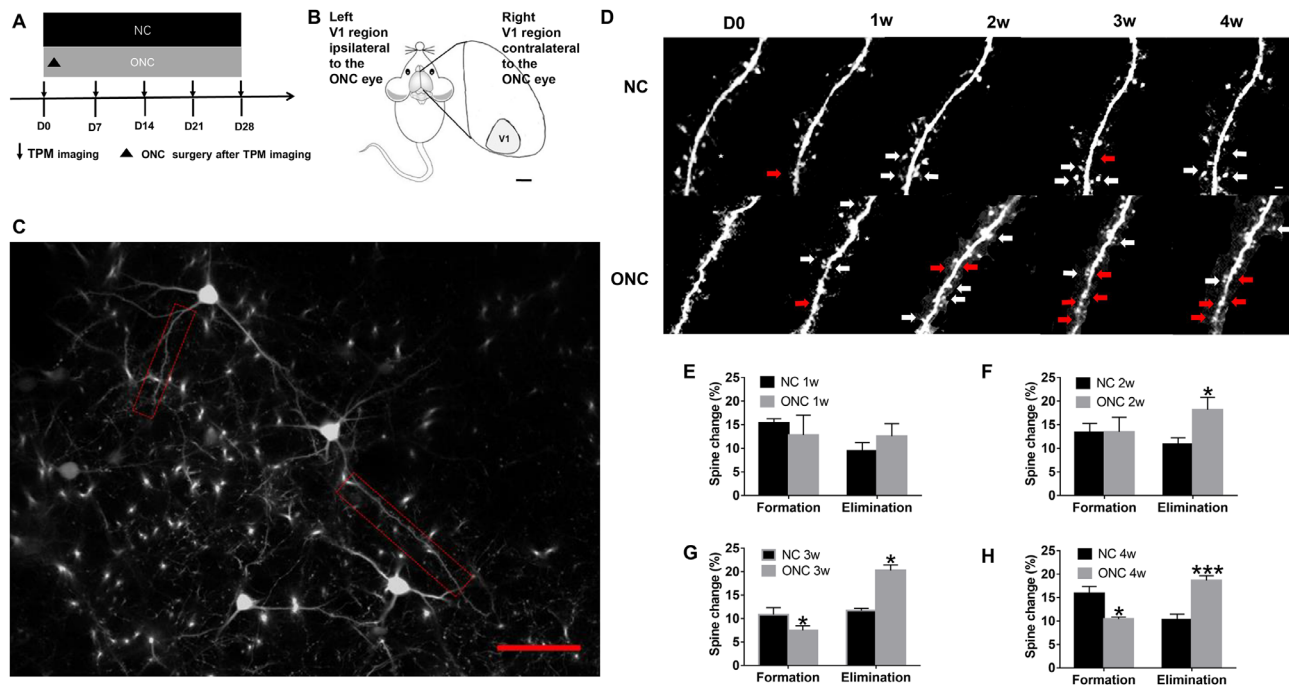 A
NC
ONC
D0 D7 D14 D21 D28
TPM imaging ONC surgery after TPM imaging
B
Left
V1 region
ipsilateral
to the
ONC eye
Right
V1 region
contralateral
to the
ONC eye
V1
C
D
D0 1w 2w 3w 4w
NC
*
ONC
E
Spine change (%)
25
20
15
10
5
0
NC 1w
ONC 1w
Formation Elimination
F
Spine change (%)
25
20
15
10
5
0
NC 2w
ONC 2w
*
Formation Elimination
G
Spine change (%)
25
20
15
10
5
0
NC 3w
ONC 3w
*
*
Formation Elimination
H
Spine change (%)
25
20
15
10
5
0
NC 4w
ONC 4w
*
***
Formation Elimination